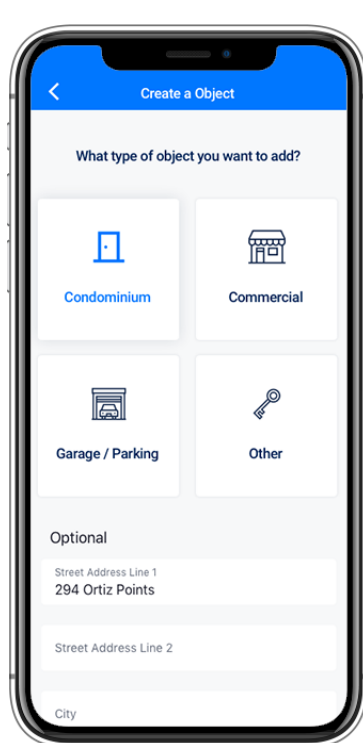 Create a Object
What type of object you want to add?
Condominium
Commercial
Garage / Parking
Other
Optional
Street Address Line 1
294 Ortiz Points
Street Address Line 2
City